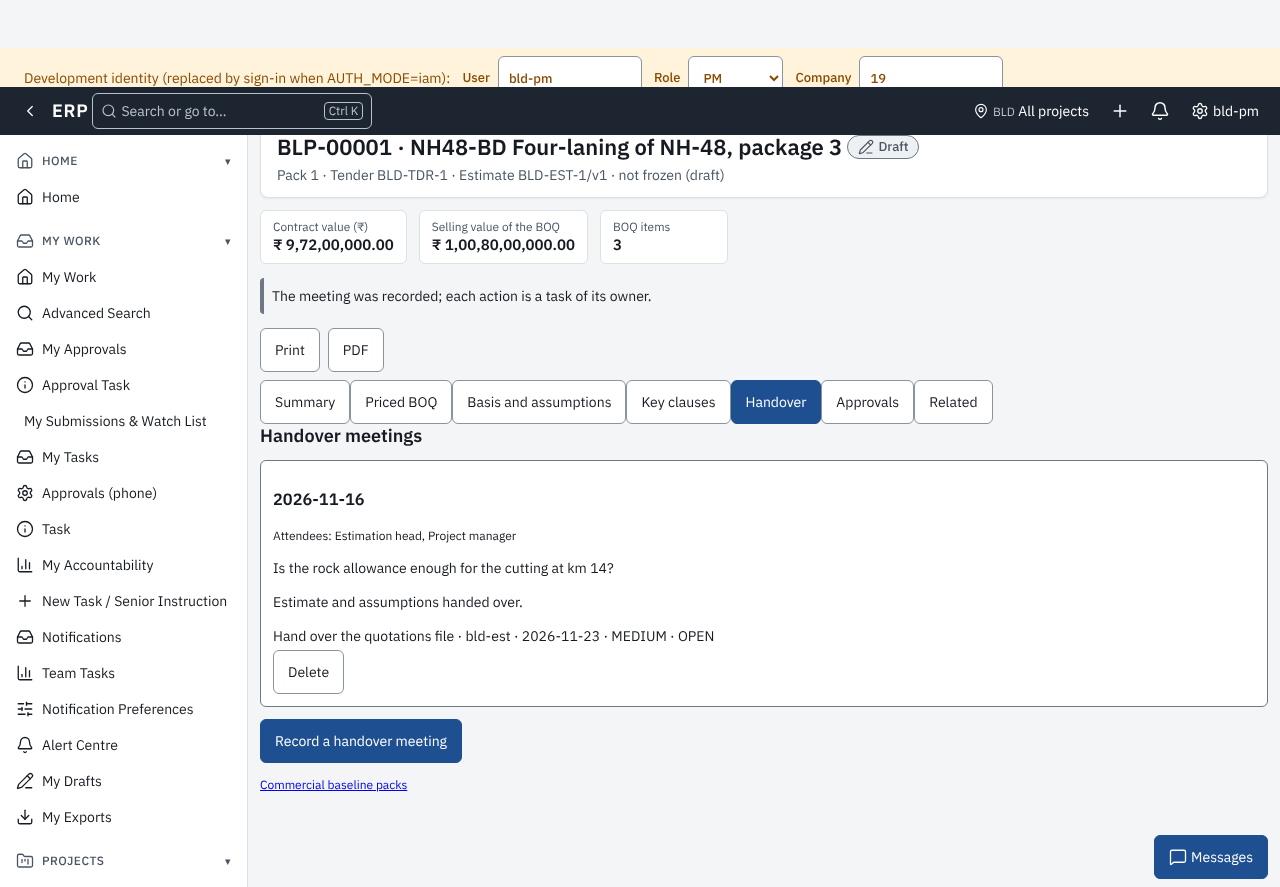 Development identity (replaced by sign-in when AUTH_MODE=iam): User bld-pm Role PM Company 19
ERP Search or go to... Ctrl K BLD All projects bld-pm
HOME
Home
MY WORK
My Work
Advanced Search
My Approvals
Approval Task
My Submissions & Watch List
My Tasks
Approvals (phone)
Task
My Accountability
New Task / Senior Instruction
Notifications
Team Tasks
Notification Preferences
Alert Centre
My Drafts
My Exports
PROJECTS
BLP-00001 · NH48-BD Four-laning of NH-48, package 3 Draft
Pack 1 · Tender BLD-TDR-1 · Estimate BLD-EST-1/v1 · not frozen (draft)
Contract value (₹)
₹ 9,72,00,000.00
Selling value of the BOQ
₹ 1,00,80,00,000.00
BOQ items
3
The meeting was recorded; each action is a task of its owner.
Print PDF
Summary Priced BOQ Basis and assumptions Key clauses Handover Approvals Related
Handover meetings
2026-11-16
Attendees: Estimation head, Project manager
Is the rock allowance enough for the cutting at km 14?
Estimate and assumptions handed over.
Hand over the quotations file · bld-est · 2026-11-23 · MEDIUM · OPEN
Delete
Record a handover meeting
Commercial baseline packs
Messages